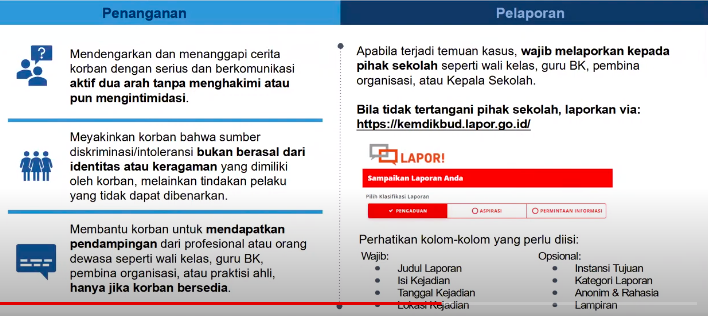 Penanganan
Mendengarkan dan menanggapi cerita
korban dengan serius dan berkomunikasi
aktif dua arah tanpa menghakimi atau
pun mengintimidasi.
Meyakinkan korban bahwa sumber
diskriminasi/intoleransi bukan berasal dari
identitas atau keragaman yang dimiliki
oleh korban, melainkan tindakan pelaku
yang tidak dapat dibenarkan.
Membantu korban untuk mendapatkan
pendampingan dari profesional atau orang
dewasa seperti wali kelas, guru BK,
pembina organisasi, atau praktisi ahli,
hanya jika korban bersedia.
Pelaporan
Apabila terjadi temuan kasus, wajib melaporkan kepada
pihak sekolah seperti wali kelas, guru BK, pembina
organisasi, atau Kepala Sekolah.
Bila tidak tertangani pihak sekolah, laporkan via:
https://kemdikbud.lapor.go.id/
LAPOR!
Sampaikan Laporan Anda
Pilih Klasifikasi Laporan
PENGADUAN
ASPIRASI
PERMINTAAN INFORMASI
Perhatikan kolom-kolom yang perlu diisi:
Wajib:
• Judul Laporan
• Isi Kejadian
• Tanggal Kejadian
• Lokasi Kejadian
Opsional:
• Instansi Tujuan
• Kategori Laporan
• Anonim & Rahasia
• Lampiran